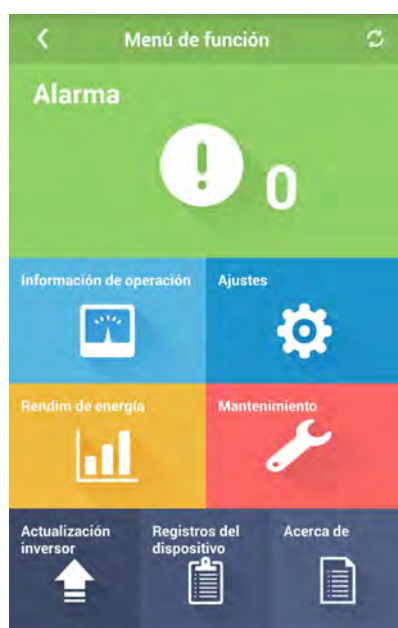 Menú de función
Alarma
0
Información de operación
Ajustes
Rendim de energía
Mantenimiento
Actualización
inversor
Registros del
dispositivo
Acerca de